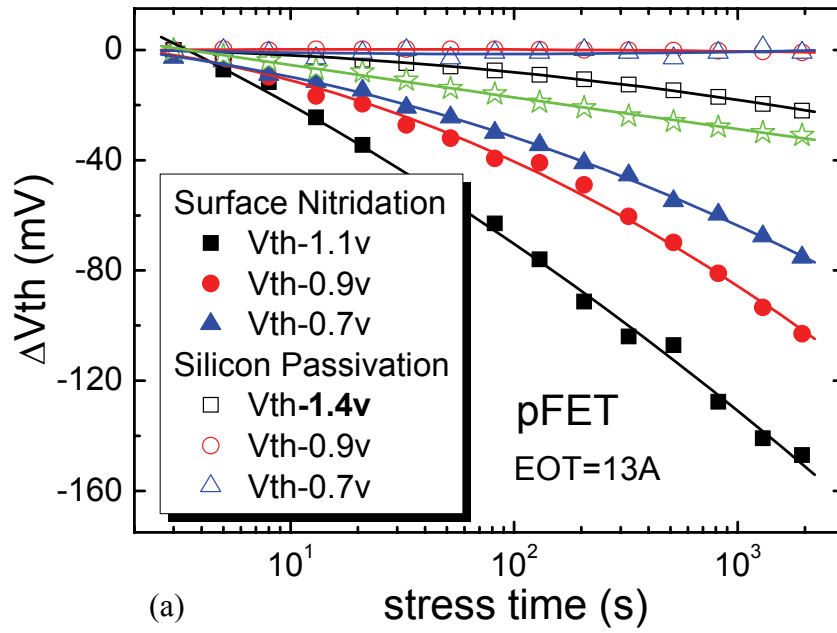 0
-40
-80
-120
-160
ΔVth (mV)
Surface Nitridation
Vth-1.1v
Vth-0.9v
Vth-0.7v
Silicon Passivation
Vth-1.4v
Vth-0.9v
Vth-0.7v
pFET
EOT=13A
10¹
10²
10³
(a)
stress time (s)